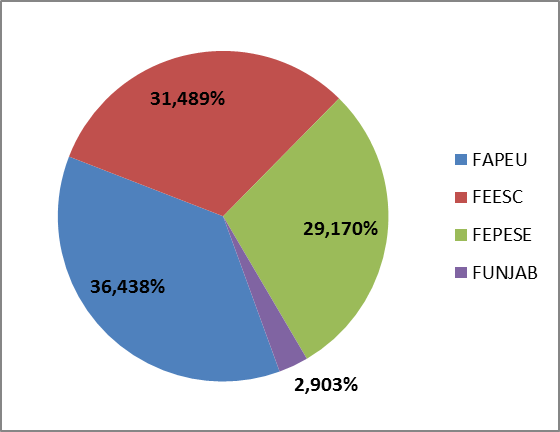 31,489%
29,170%
36,438%
2,903%
FAPEU
FEESC
FEPESE
FUNJAB